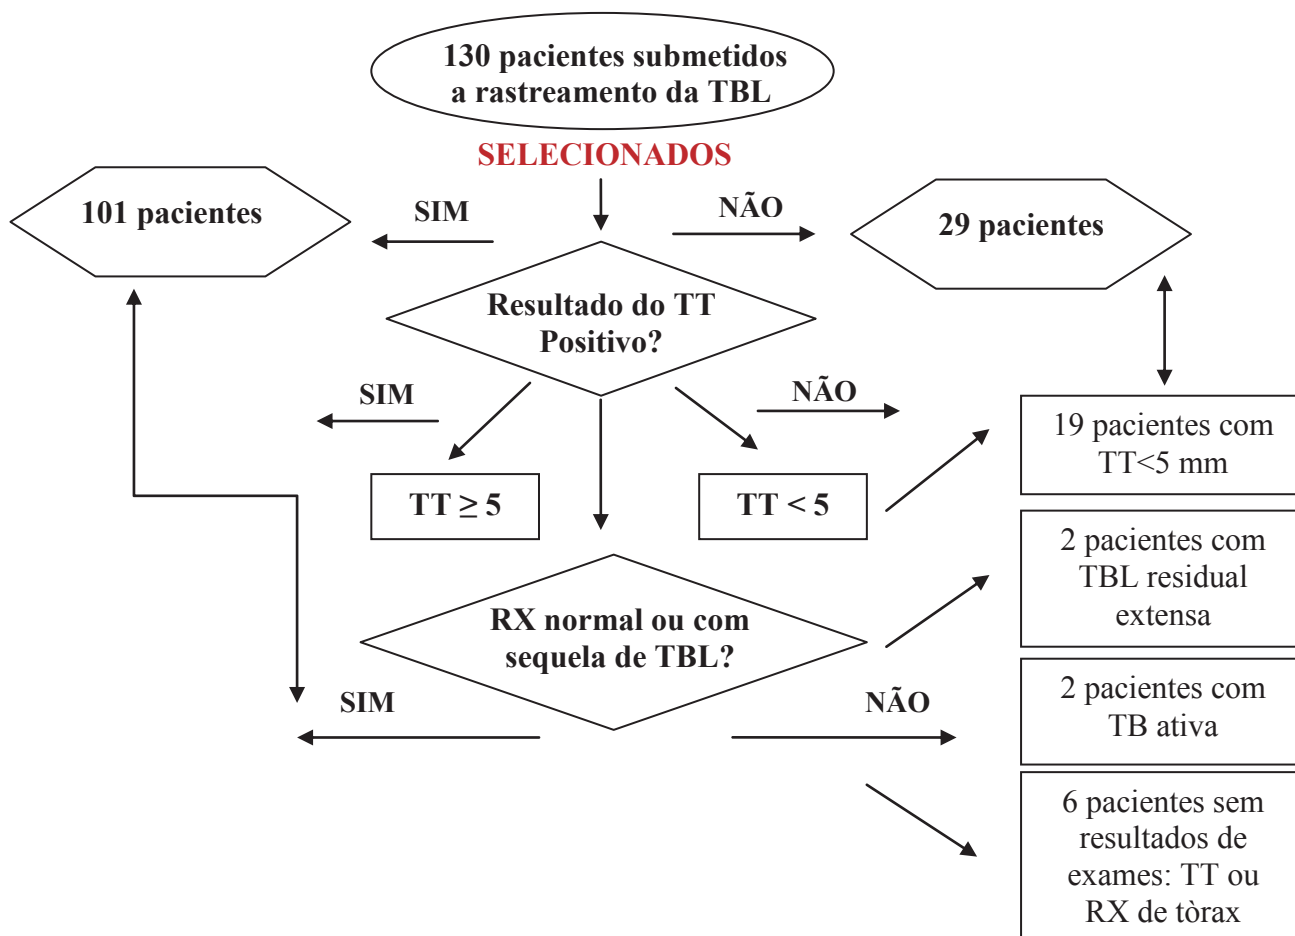 130 pacientes submetidos
a rastreamento da TBL
SELECIONADOS
101 pacientes
SIM
NÃO
29 pacientes
Resultado do TT
Positivo?
SIM
NÃO
TT ≥ 5
TT < 5
19 pacientes com
TT<5 mm
2 pacientes com
TBL residual
extensa
RX normal ou com
sequela de TBL?
SIM
NÃO
2 pacientes com
TB ativa
6 pacientes sem
resultados de
exames: TT ou
RX de tòrax